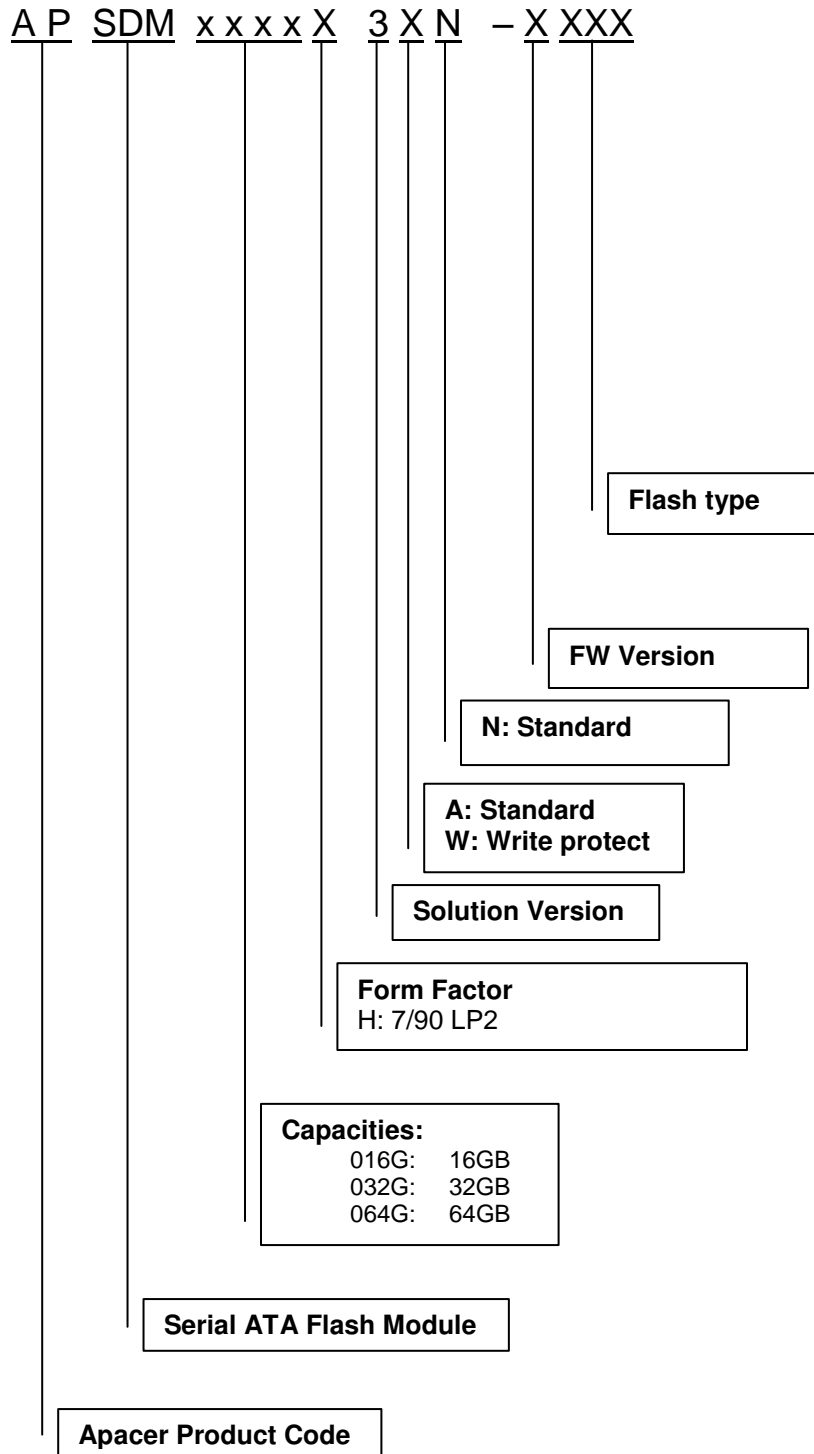 A P SDM x x x x X 3 X N – X XXX
Flash type
FW Version
N: Standard
A: Standard
W: Write protect
Solution Version
Form Factor
H: 7/90 LP2
Capacities:
016G: 16GB
032G: 32GB
064G: 64GB
Serial ATA Flash Module
Apacer Product Code